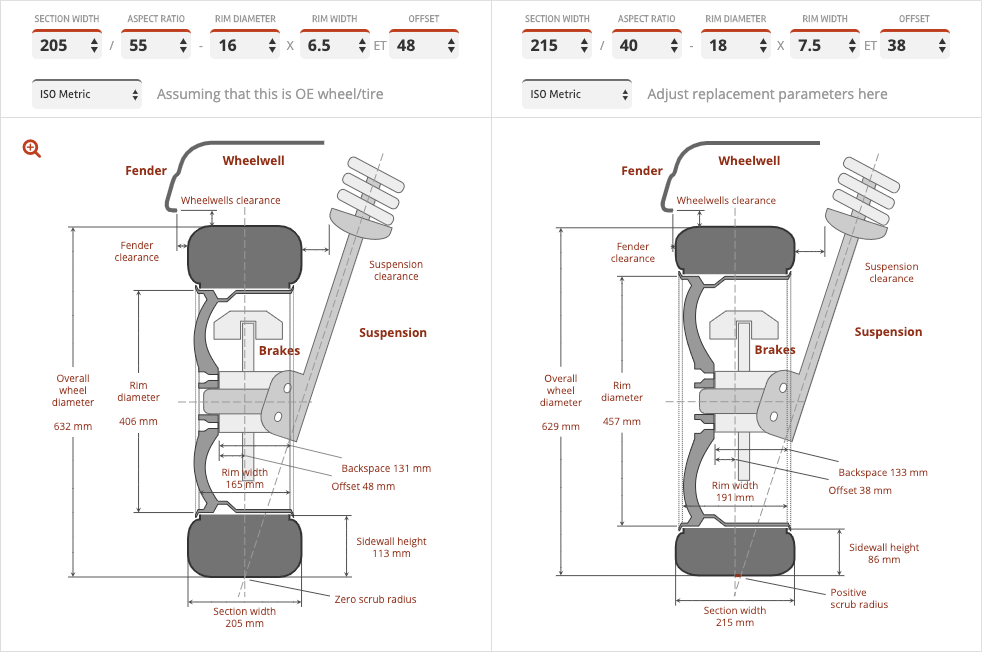 SECTION WIDTH ASPECT RATIO RIM DIAMETER RIM WIDTH OFFSET
205 / 55 - 16 X 6.5 ET 48
ISO Metric Assuming that this is OE wheel/tire
Fender
Wheelwell
Wheelwells clearance
Fender
clearance
Suspension
clearance
Suspension
Brakes
Overall
wheel
diameter
632 mm
Rim
diameter
406 mm
Backspace 131 mm
Rim width
165 mm
Offset 48 mm
Sidewall height
113 mm
Zero scrub radius
Section width
205 mm
SECTION WIDTH ASPECT RATIO RIM DIAMETER RIM WIDTH OFFSET
215 / 40 - 18 X 7.5 ET 38
ISO Metric Adjust replacement parameters here
Fender
Wheelwell
Wheelwells clearance
Fender
clearance
Suspension
clearance
Suspension
Brakes
Overall
wheel
diameter
629 mm
Rim
diameter
457 mm
Backspace 133 mm
Rim width
191 mm
Offset 38 mm
Sidewall height
86 mm
Positive
scrub radius
Section width
215 mm